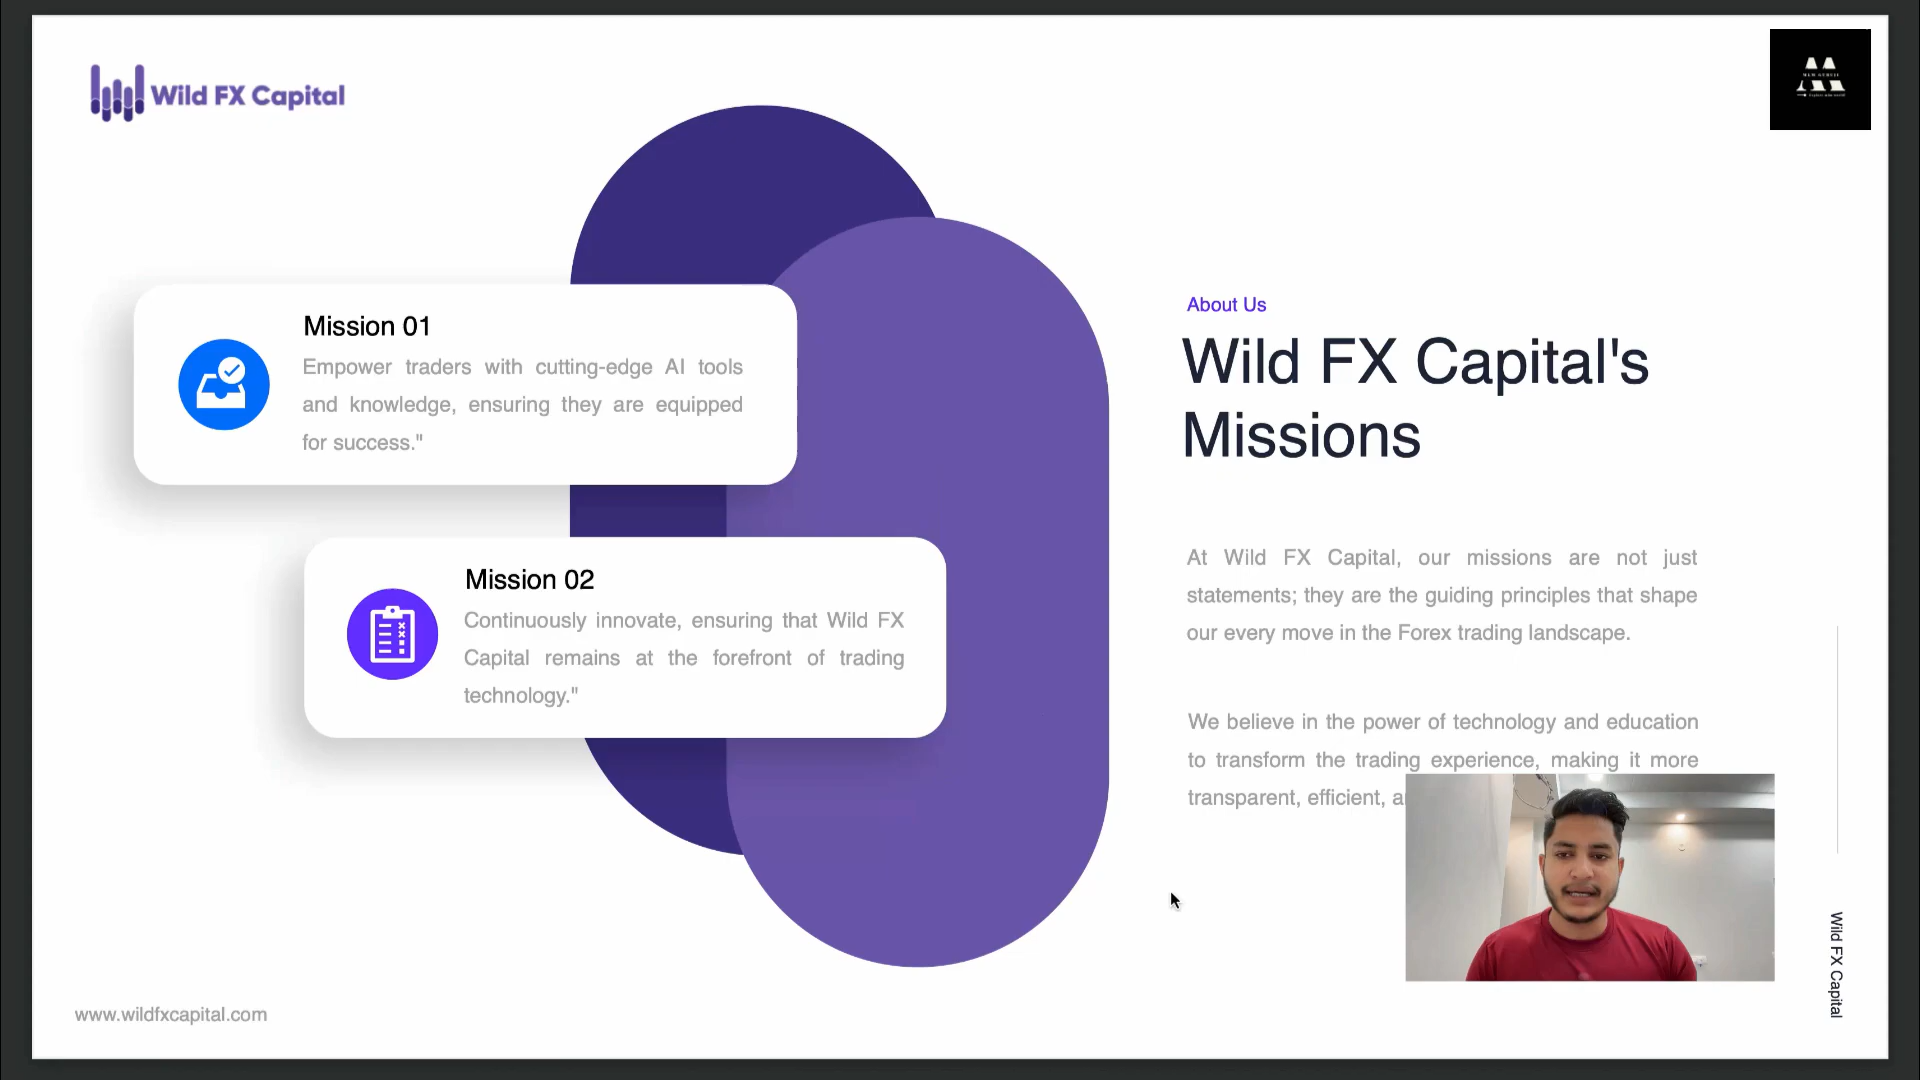 Wild FX Capital
Mission 01
Empower traders with cutting-edge AI tools
and knowledge, ensuring they are equipped
for success."
Mission 02
Continuously innovate, ensuring that Wild FX
Capital remains at the forefront of trading
technology."
About Us
Wild FX Capital's
Missions
At Wild FX Capital, our missions are not just
statements; they are the guiding principles that shape
our every move in the Forex trading landscape.
We believe in the power of technology and education
to transform the trading experience, making it more
transparent, efficient,
www.wildfxcapital.com
Wild FX Capital